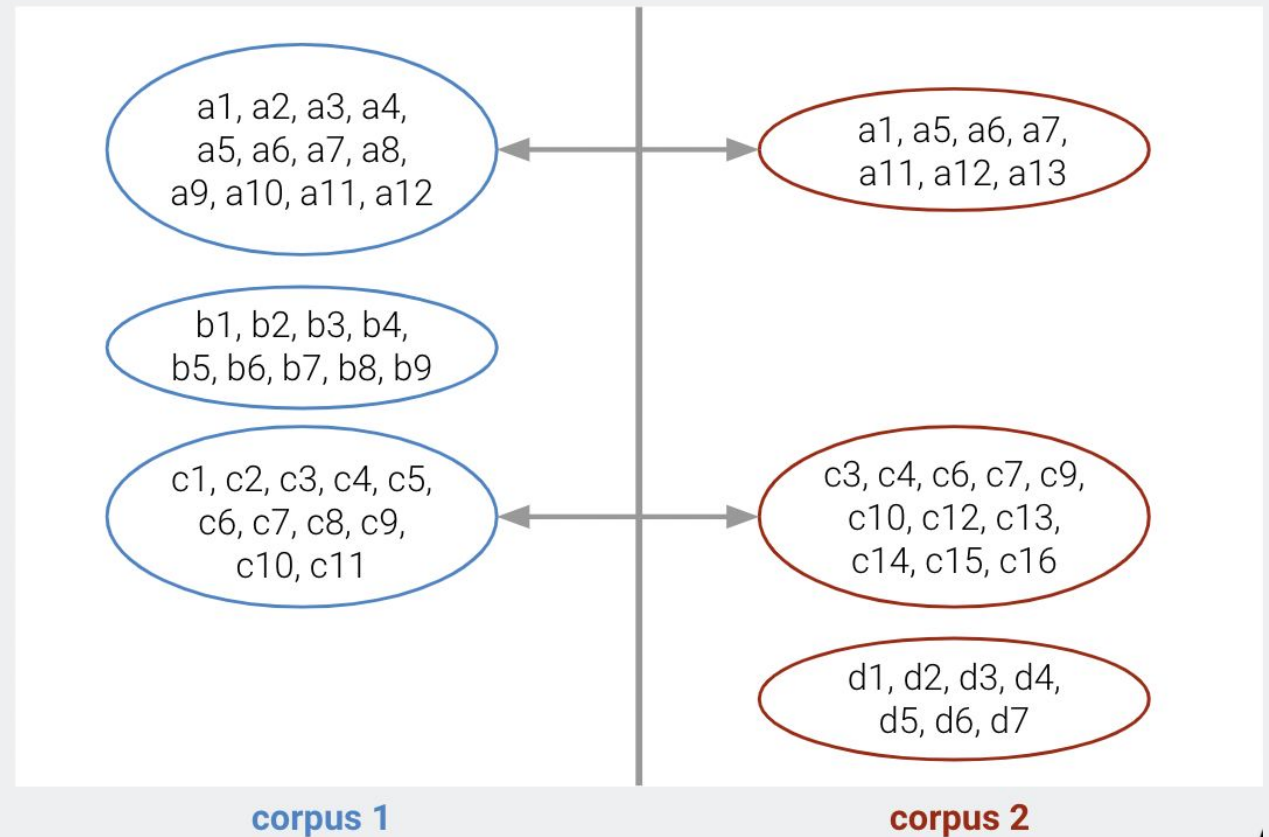 a1, a2, a3, a4,
a5, a6, a7, a8,
a9, a10, a11, a12
a1, a5, a6, a7,
a11, a12, a13
b1, b2, b3, b4,
b5, b6, b7, b8, b9
c1, c2, c3, c4, c5,
c6, c7, c8, c9,
c10, c11
c3, c4, c6, c7, c9,
c10, c12, c13,
c14, c15, c16
d1, d2, d3, d4,
d5, d6, d7
corpus 1
corpus 2